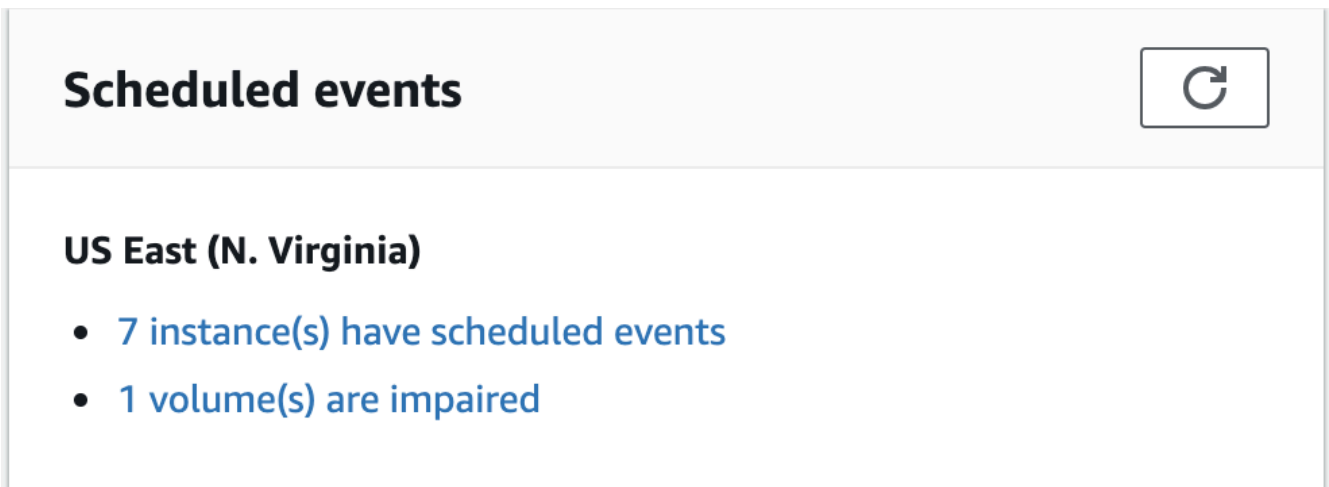 Scheduled events
US East (N. Virginia)
7 instance(s) have scheduled events
1 volume(s) are impaired